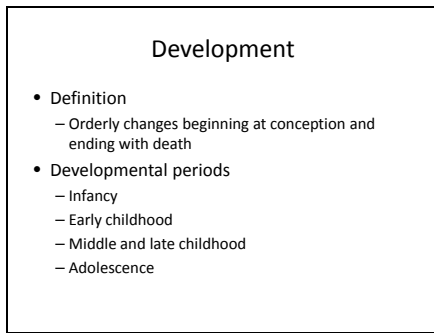 Development
• Definition
– Orderly changes beginning at conception and
ending with death
• Developmental periods
– Infancy
– Early childhood
– Middle and late childhood
– Adolescence